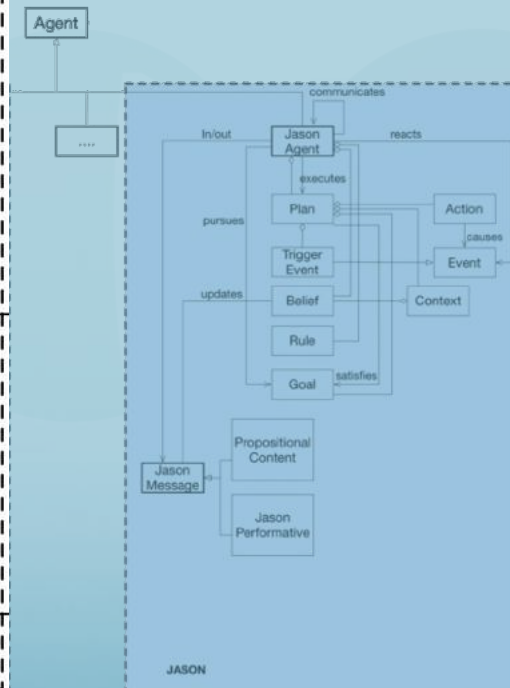 Agent
....
communicates
In/out
Jason
Agent
reacts
executes
Plan
Action
pursues
causes
Trigger
Event
Event
updates
Belief
Context
Rule
Goal
satisfies
Propositional
Content
Jason
Message
Jason
Performative
JASON